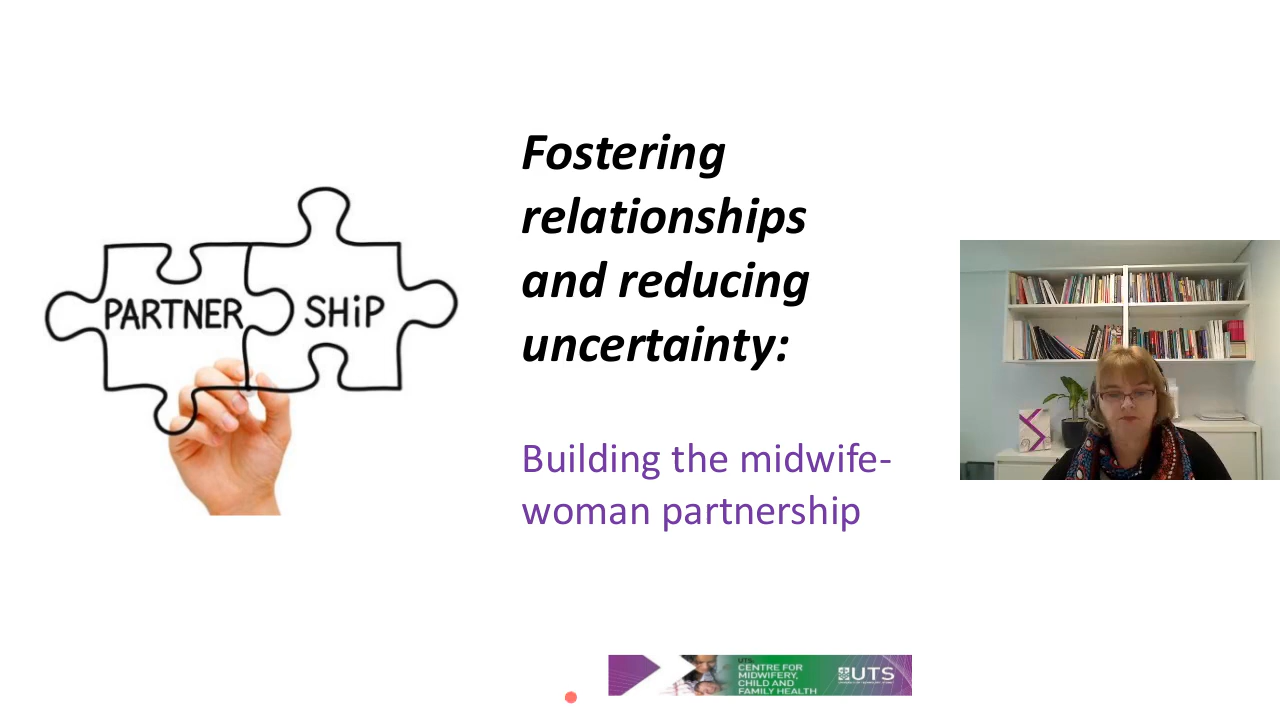 PARTNER SHiP
Fostering
relationships
and reducing
uncertainty:
Building the midwife-
woman partnership
UTS
CENTRE FOR
MIDWIFERY,
CHILD AND
FAMILY HEALTH
UTS